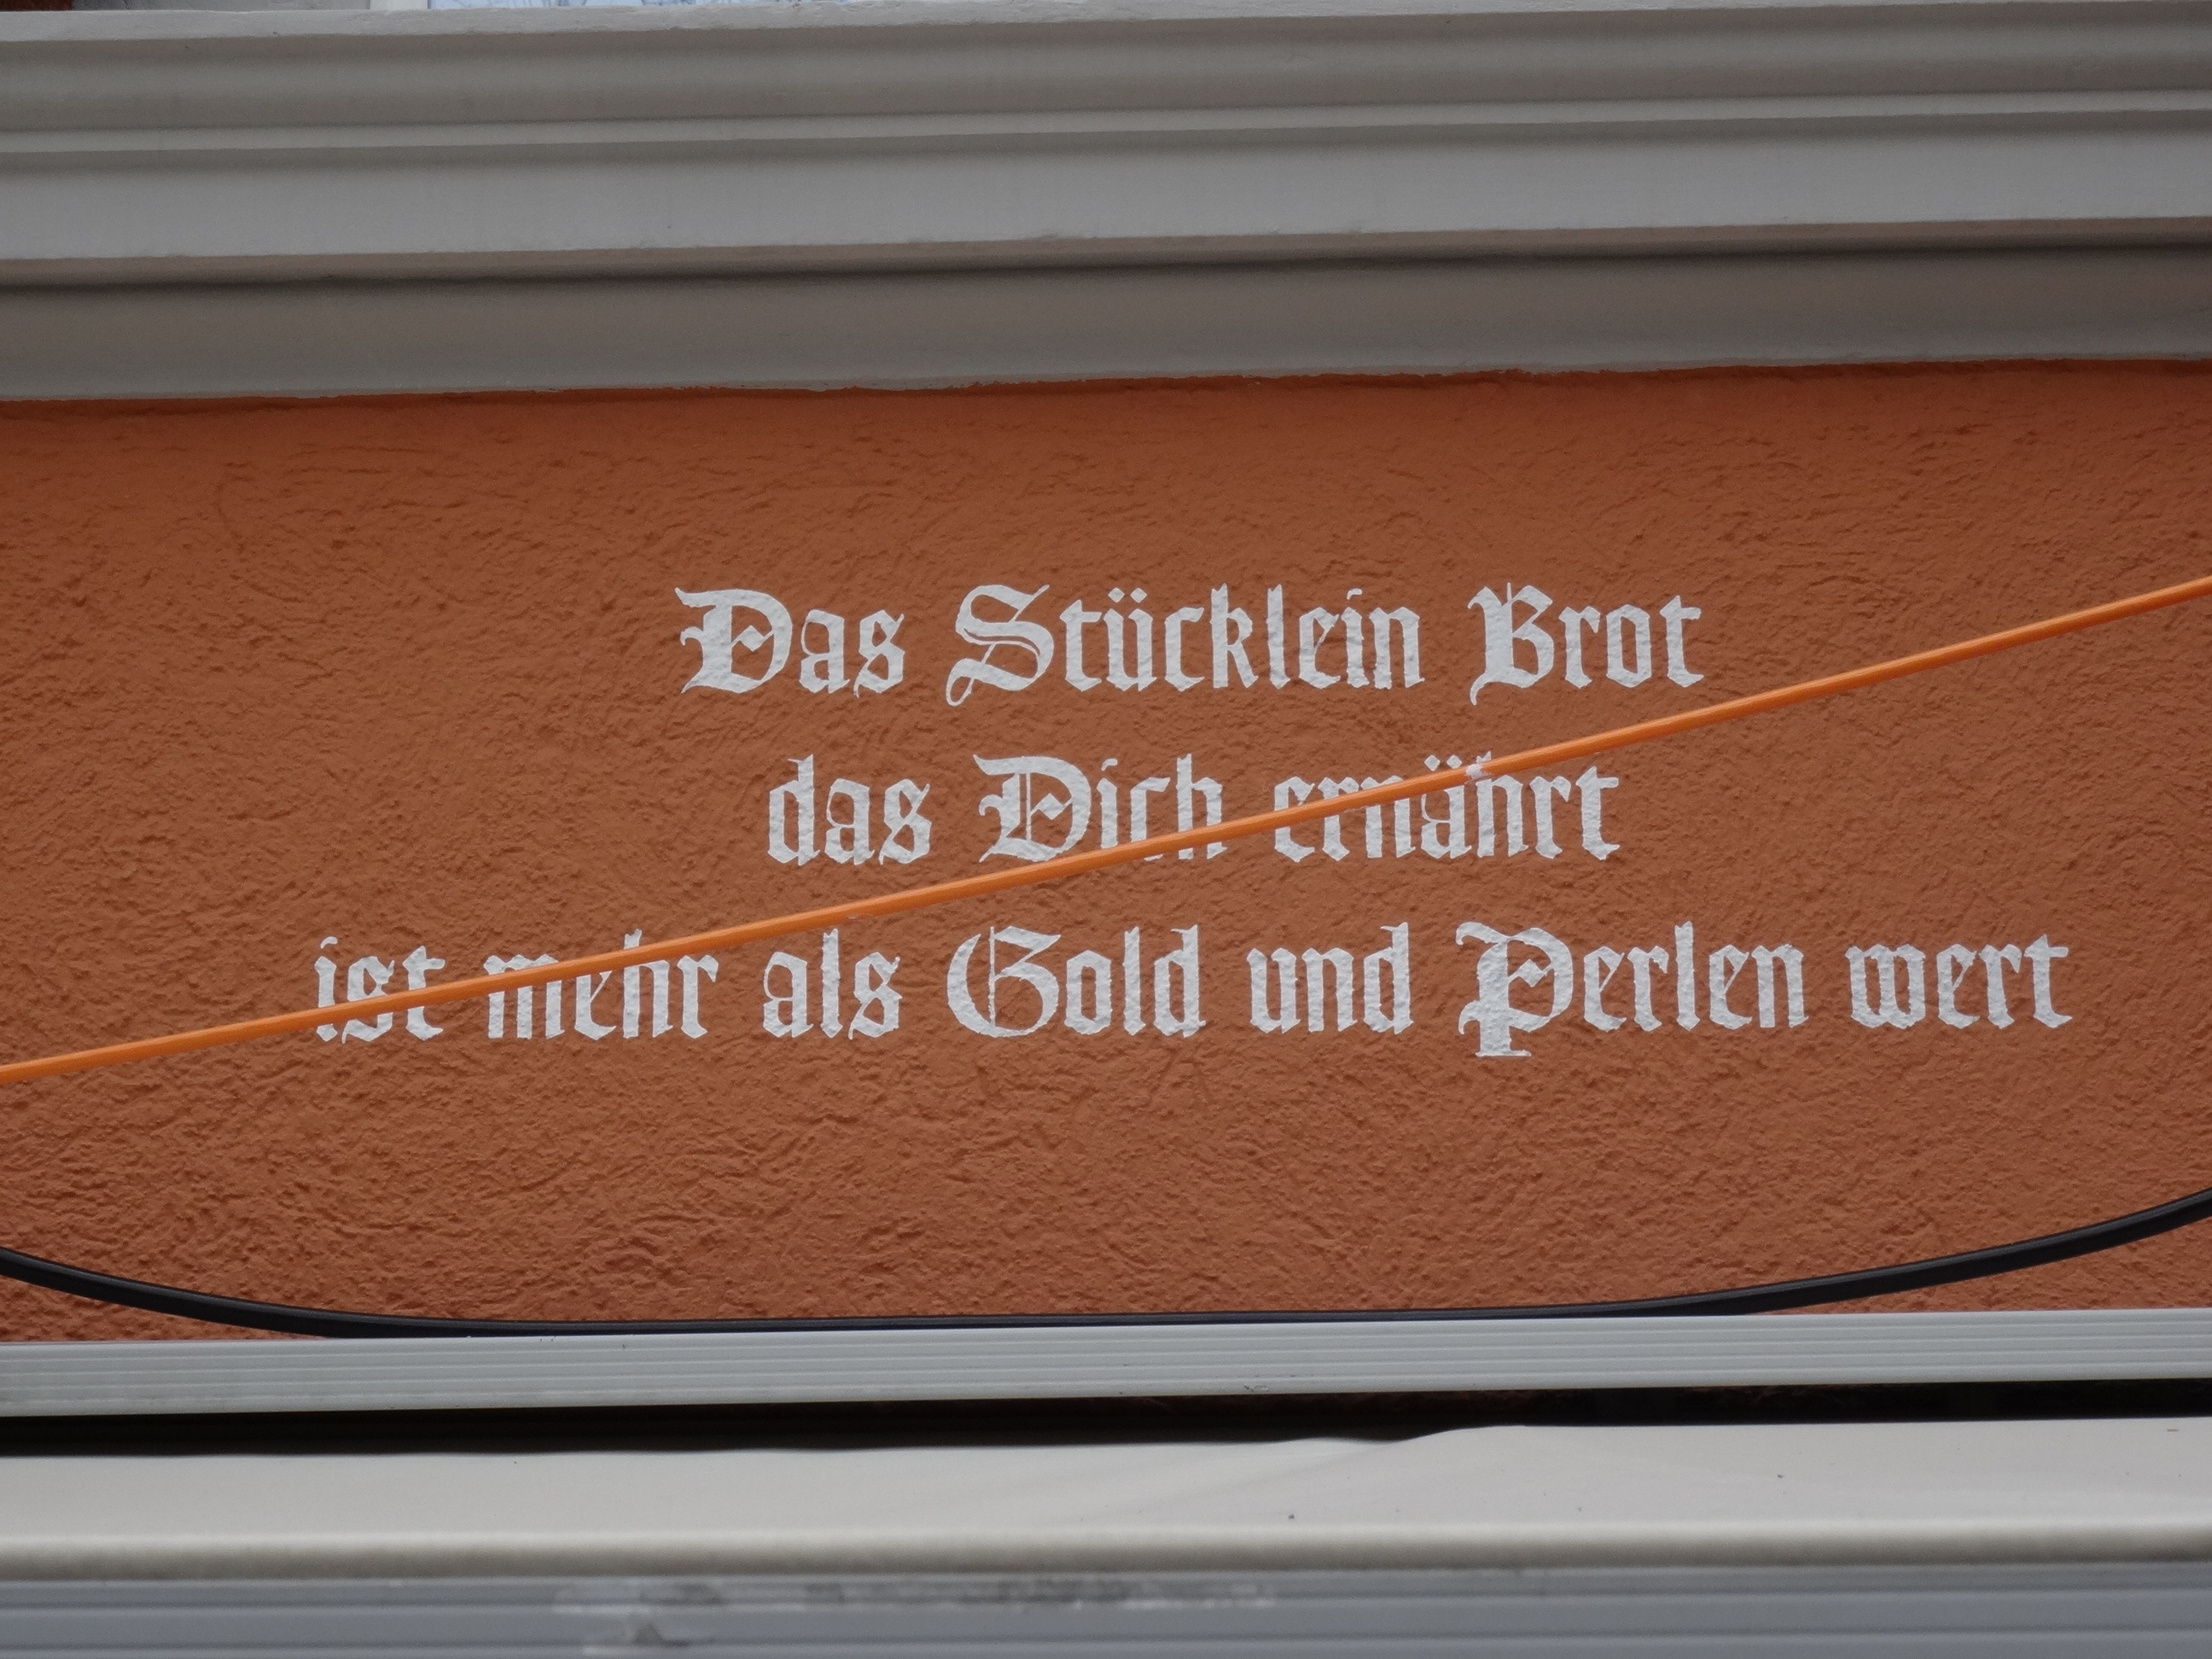 Das Stücklein Brot
das Dich ernährt
ist mehr als Gold und Perlen wert